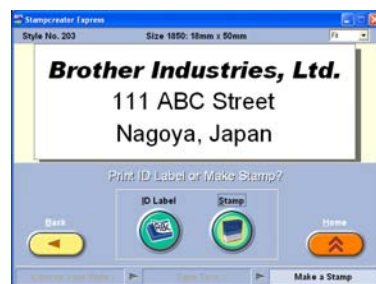 Stampcreator Express
Style No. 203 Size 1850: 18mm x 50mm Fit
Brother Industries, Ltd.
111 ABC Street
Nagoya, Japan
Print ID Label or Make Stamp?
ID Label Stamp
ABC
Back Home
Make a Stamp